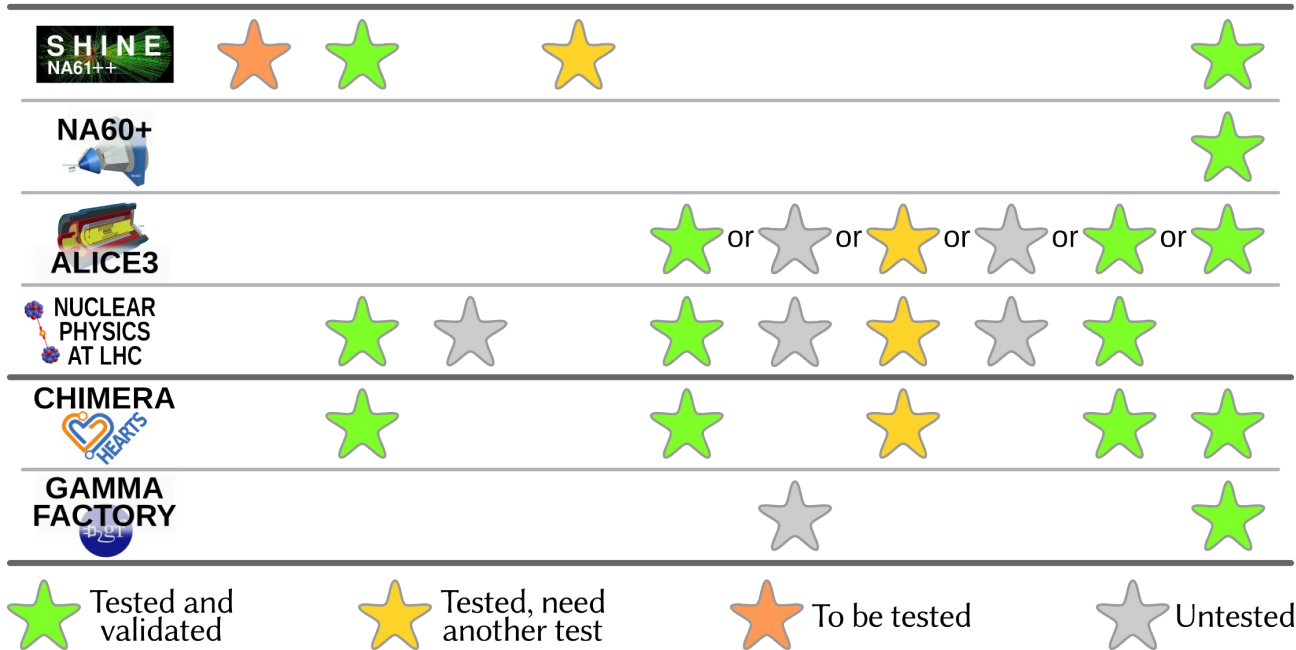 SHINE
NA61++
NA60+
or or or or or
ALICE3
NUCLEAR
PHYSICS
AT LHC
CHIMERA
HEARTS
GAMMA
FACTORY
Tested and
validated
Tested, need
another test
To be tested
Untested